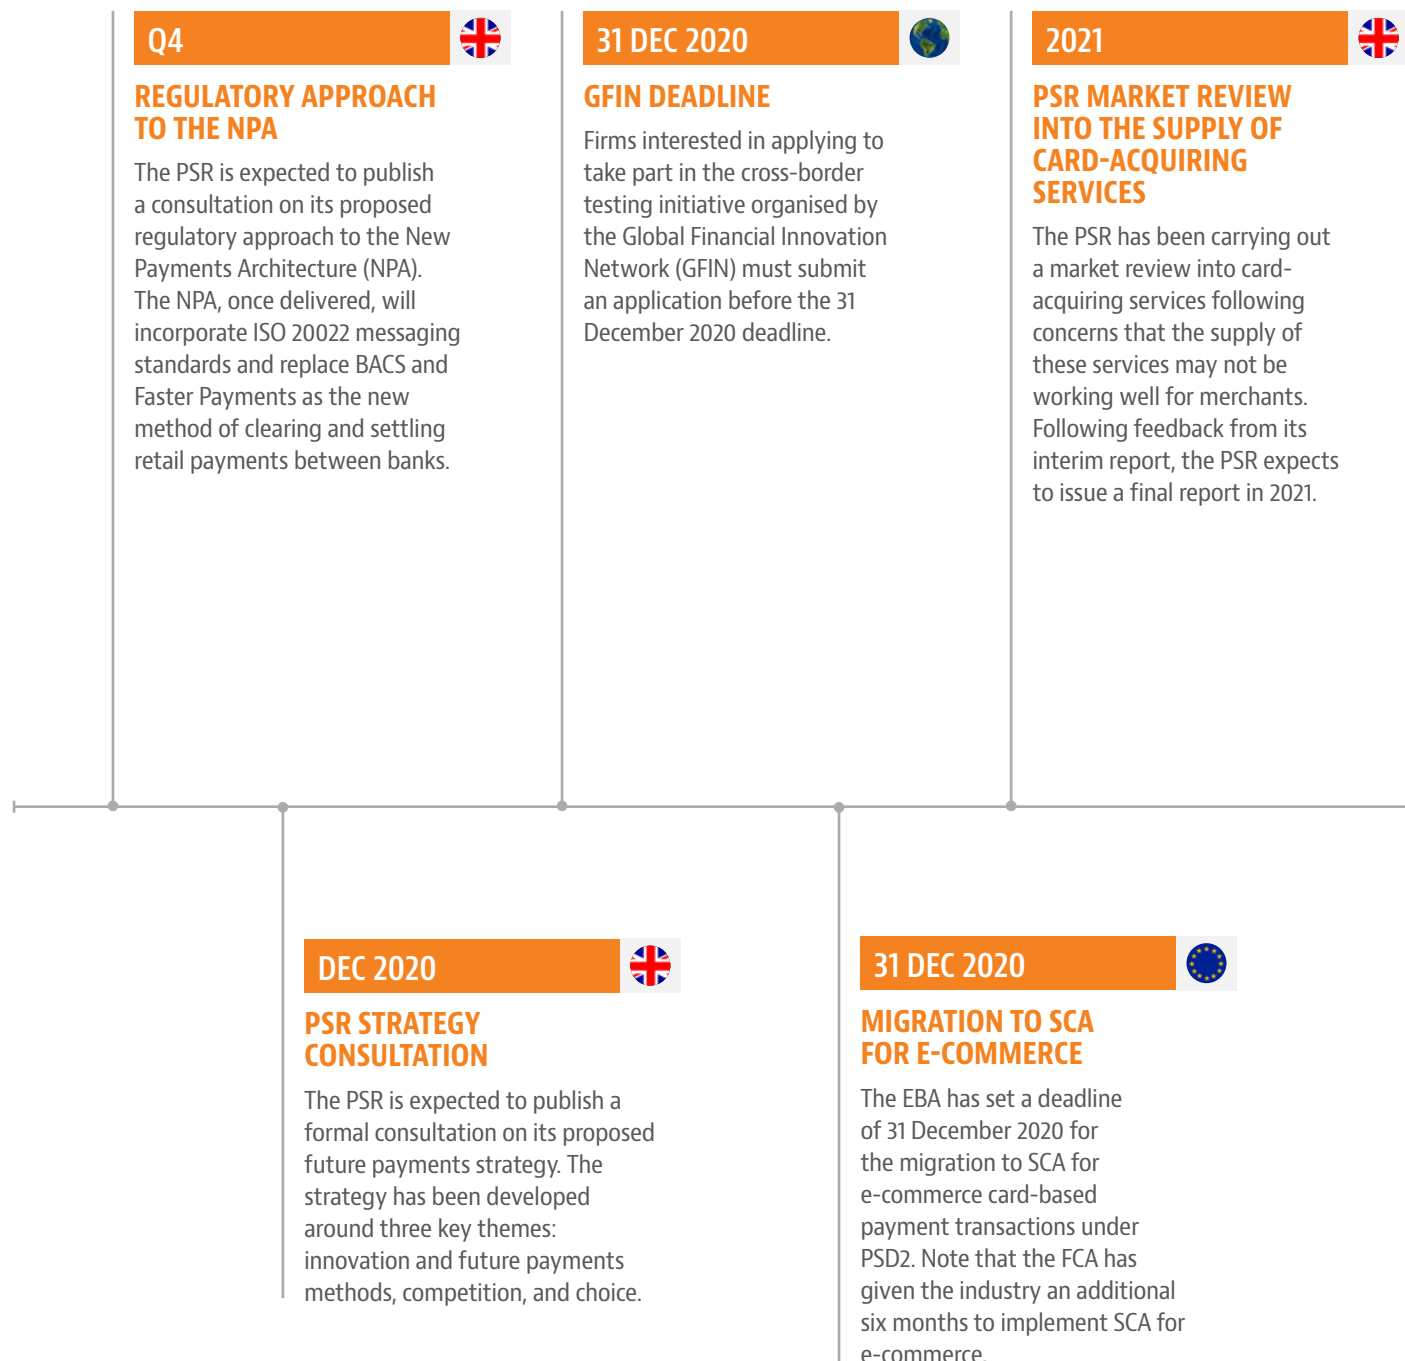 Q4
REGULATORY APPROACH
TO THE NPA
The PSR is expected to publish
a consultation on its proposed
regulatory approach to the New
Payments Architecture (NPA).
The NPA, once delivered, will
incorporate ISO 20022 messaging
standards and replace BACS and
Faster Payments as the new
method of clearing and settling
retail payments between banks.
31 DEC 2020
GFIN DEADLINE
Firms interested in applying to
take part in the cross-border
testing initiative organised by
the Global Financial Innovation
Network (GFIN) must submit
an application before the 31
December 2020 deadline.
2021
PSR MARKET REVIEW
INTO THE SUPPLY OF
CARD-ACQUIRING
SERVICES
The PSR has been carrying out
a market review into card-
acquiring services following
concerns that the supply of
these services may not be
working well for merchants.
Following feedback from its
interim report, the PSR expects
to issue a final report in 2021.
DEC 2020
PSR STRATEGY
CONSULTATION
The PSR is expected to publish a
formal consultation on its proposed
future payments strategy. The
strategy has been developed
around three key themes:
innovation and future payments
methods, competition, and choice.
31 DEC 2020
MIGRATION TO SCA
FOR E-COMMERCE
The EBA has set a deadline
of 31 December 2020 for
the migration to SCA for
e-commerce card-based
payment transactions under
PSD2. Note that the FCA has
given the industry an additional
six months to implement SCA for
e-commerce.